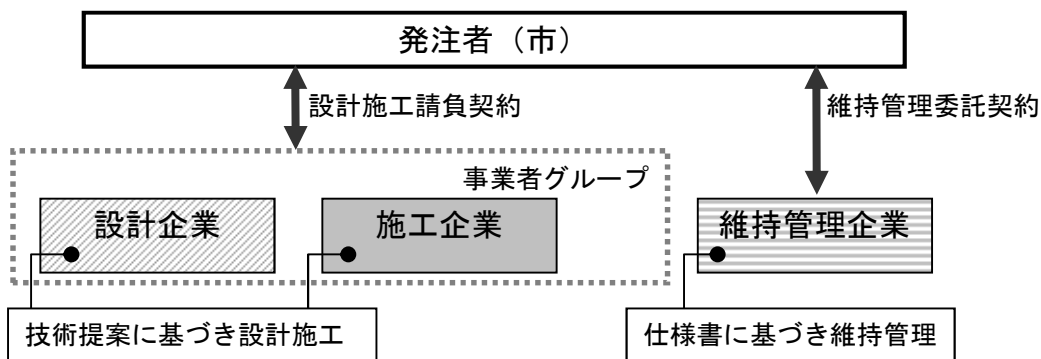 発注者（市）
設計施工請負契約
維持管理委託契約
事業者グループ
設計企業
施工企業
維持管理企業
技術提案に基づき設計施工
仕様書に基づき維持管理